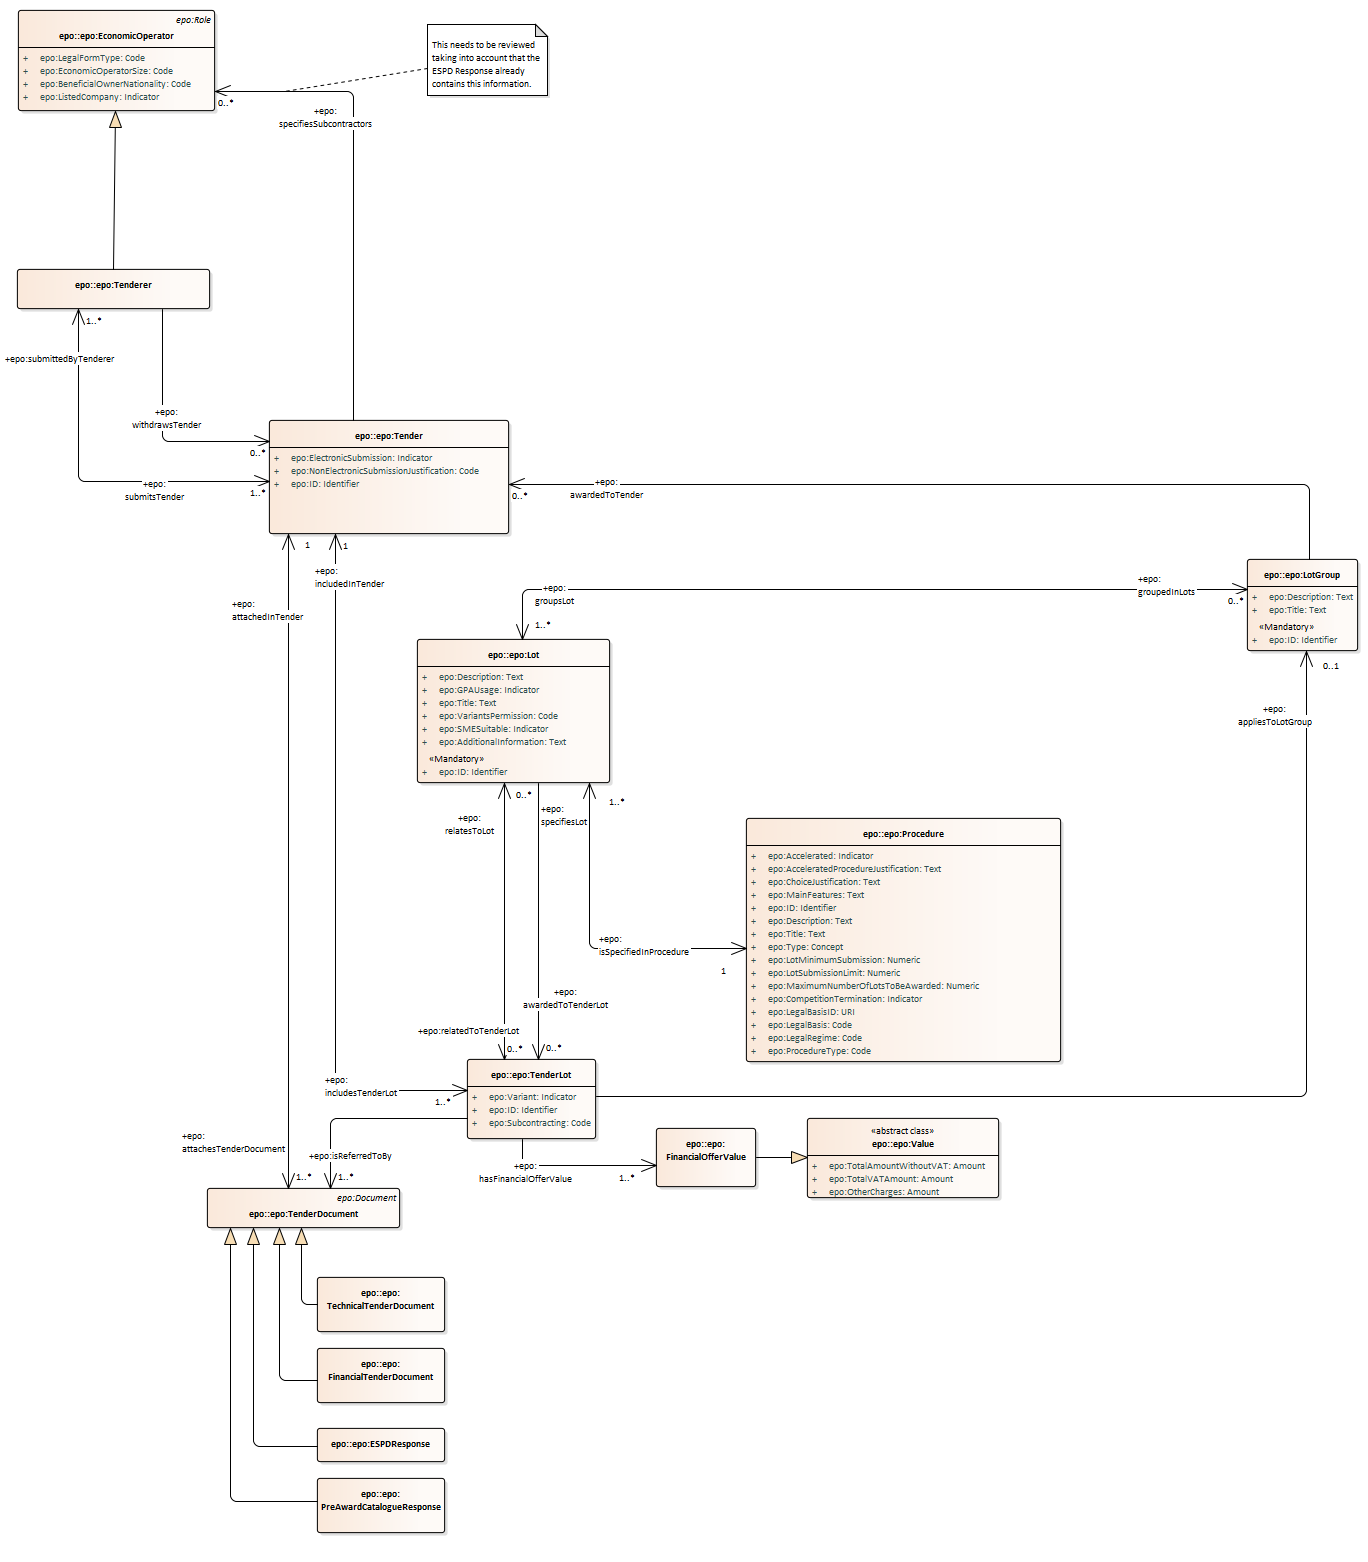 epo:Role
epo::epo:EconomicOperator
+ epo:LegalFormType: Code
+ epo:EconomicOperatorSize: Code
+ epo:BeneficialOwnerNationality: Code
+ epo:ListedCompany: Indicator
This needs to be reviewed
taking into account that the
ESPD Response already
contains this information.
0..*
+epo:
specifiesSubcontractors
epo::epo:Tenderer
1..*
+epo:submittedByTenderer
+epo:
withdrawsTender
0..*
+epo:
submitsTender
1..*
epo::epo:Tender
+ epo:ElectronicSubmission: Indicator
+ epo:NonElectronicSubmissionJustification: Code
+ epo:ID: Identifier
0..*
+epo:
awardedToTender
1
1
+epo:
includedInTender
+epo:
attachedInTender
+epo:
groupsLot
1..*
+epo:
groupedInLots
0..*
epo::epo:LotGroup
+ epo:Description: Text
+ epo:Title: Text
«Mandatory»
+ epo:ID: Identifier
0..1
+epo:
appliesToLotGroup
epo::epo:Lot
+ epo:Description: Text
+ epo:GPAUsage: Indicator
+ epo:Title: Text
+ epo:VariantsPermission: Code
+ epo:SMESuitable: Indicator
+ epo:AdditionalInformation: Text
«Mandatory»
+ epo:ID: Identifier
0..*
+epo:
relatesToLot
+epo:
specifiesLot
1..*
epo::epo:Procedure
+ epo:Accelerated: Indicator
+ epo:AcceleratedProcedureJustification: Text
+ epo:ChoiceJustification: Text
+ epo:MainFeatures: Text
+ epo:ID: Identifier
+ epo:Description: Text
+ epo:Title: Text
+ epo:Type: Concept
+ epo:LotMinimumSubmission: Numeric
+ epo:LotSubmissionLimit: Numeric
+ epo:MaximumNumberOfLotsToBeAwarded: Numeric
+ epo:CompetitionTermination: Indicator
+ epo:LegalBasisID: URI
+ epo:LegalBasis: Code
+ epo:LegalRegime: Code
+ epo:ProcedureType: Code
+epo:
isSpecifiedInProcedure
1
+epo:
awardedToTenderLot
+epo:relatedToTenderLot
0..*
0..*
epo::epo:TenderLot
+ epo:Variant: Indicator
+ epo:ID: Identifier
+ epo:Subcontracting: Code
+epo:
includesTenderLot
1..*
+epo:
attachesTenderDocument
+epo:isReferredToBy
1..*
1..*
+epo:
hasFinancialOfferValue
1..*
epo::epo:
FinancialOfferValue
«abstract class»
epo::epo:Value
+ epo:TotalAmountWithoutVAT: Amount
+ epo:TotalVATAmount: Amount
+ epo:OtherCharges: Amount
epo:Document
epo::epo:TenderDocument
epo::epo:
TechnicalTenderDocument
epo::epo:
FinancialTenderDocument
epo::epo:ESPDResponse
epo::epo:
PreAwardCatalogueResponse